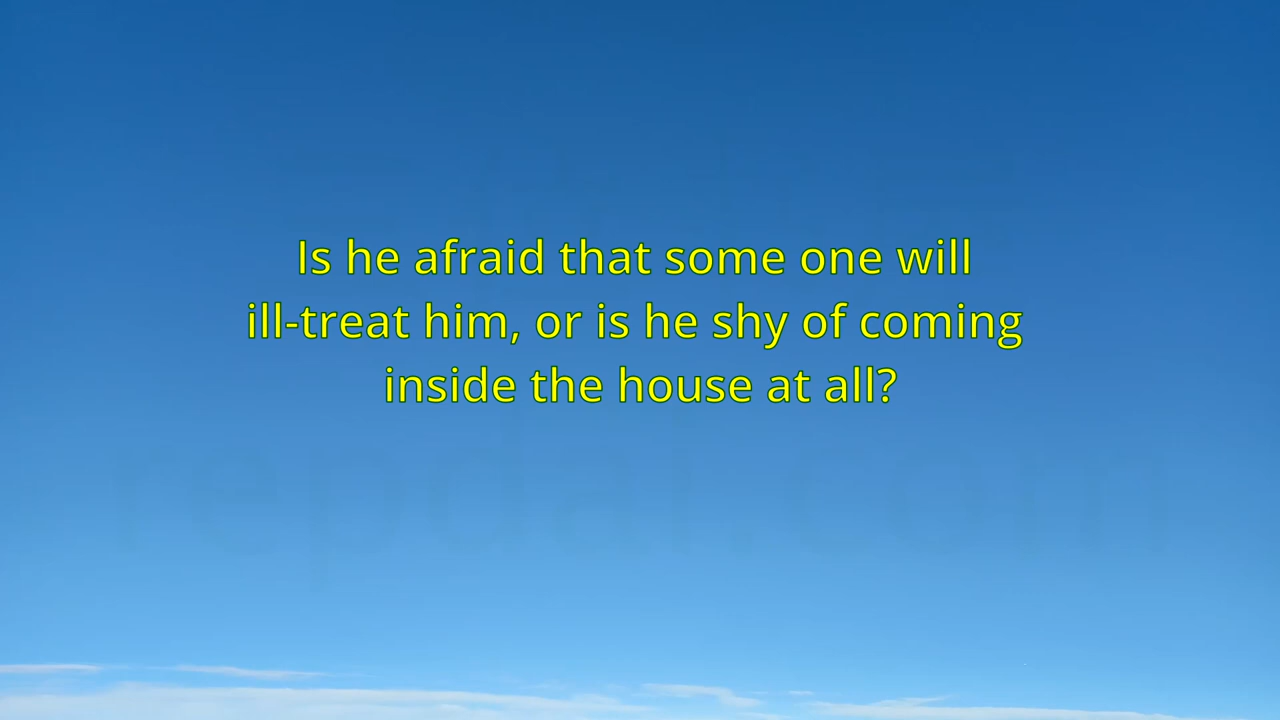 Is he afraid that some one will
ill-treat him, or is he shy of coming
inside the house at all?